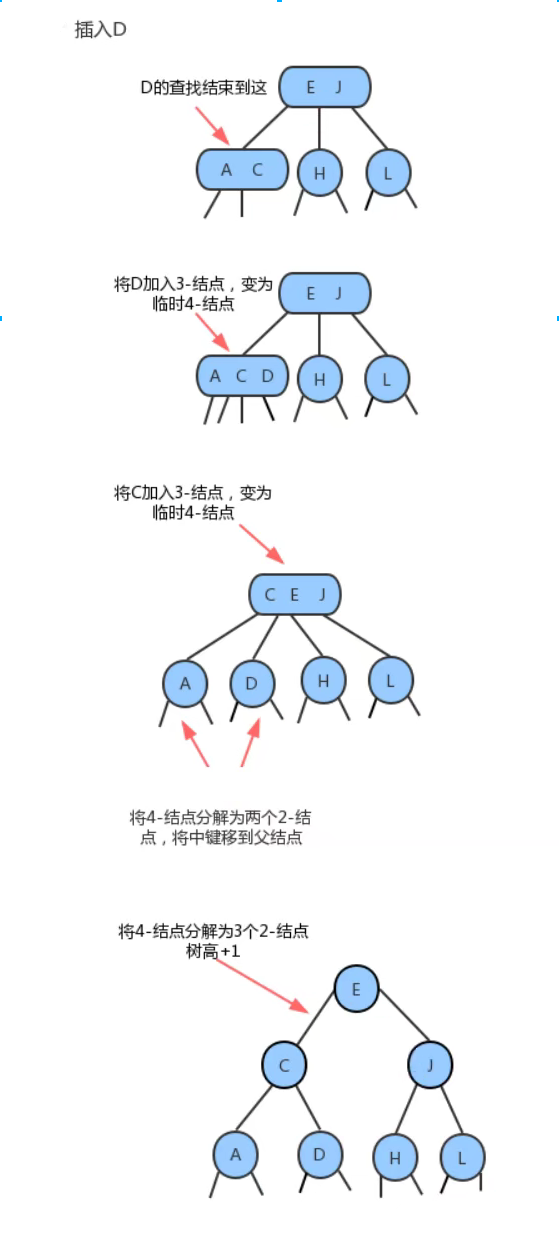 插入D
D的查找结束到这
E J
A C
H
L
将D加入3-结点，变为
临时4-结点
E J
A C D
H
L
将C加入3-结点，变为
临时4-结点
C E J
A
D
H
L
将4-结点分解为两个2-结
点，将中键移到父结点
将4-结点分解为3个2-结点
树高+1
E
C
J
A
D
H
L